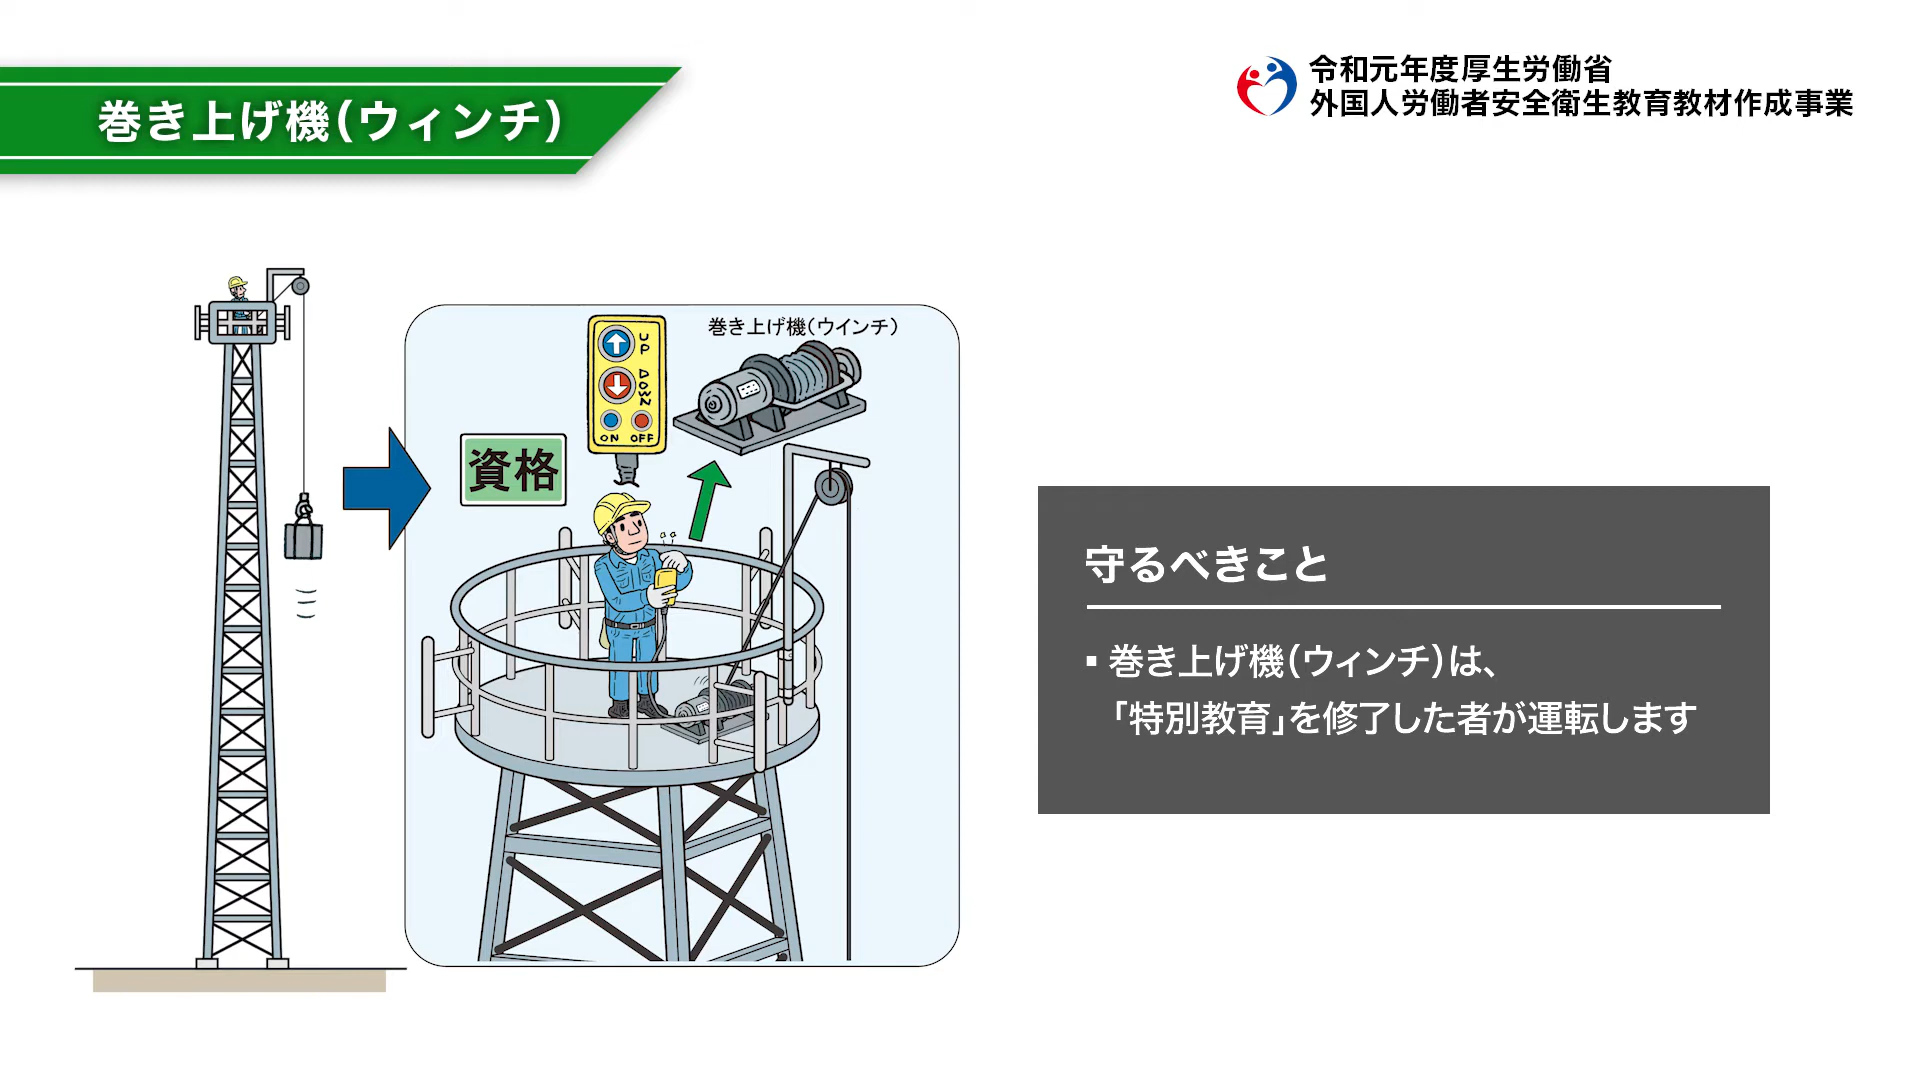 巻き上げ機(ウィンチ)
令和元年度厚生労働省
外国人労働者安全衛生教育教材作成事業
巻き上げ機(ウインチ)
UP
DOWN
ON OFF
資格
守るべきこと
▪ 巻き上げ機(ウィンチ)は、
「特別教育」を修了した者が運転します